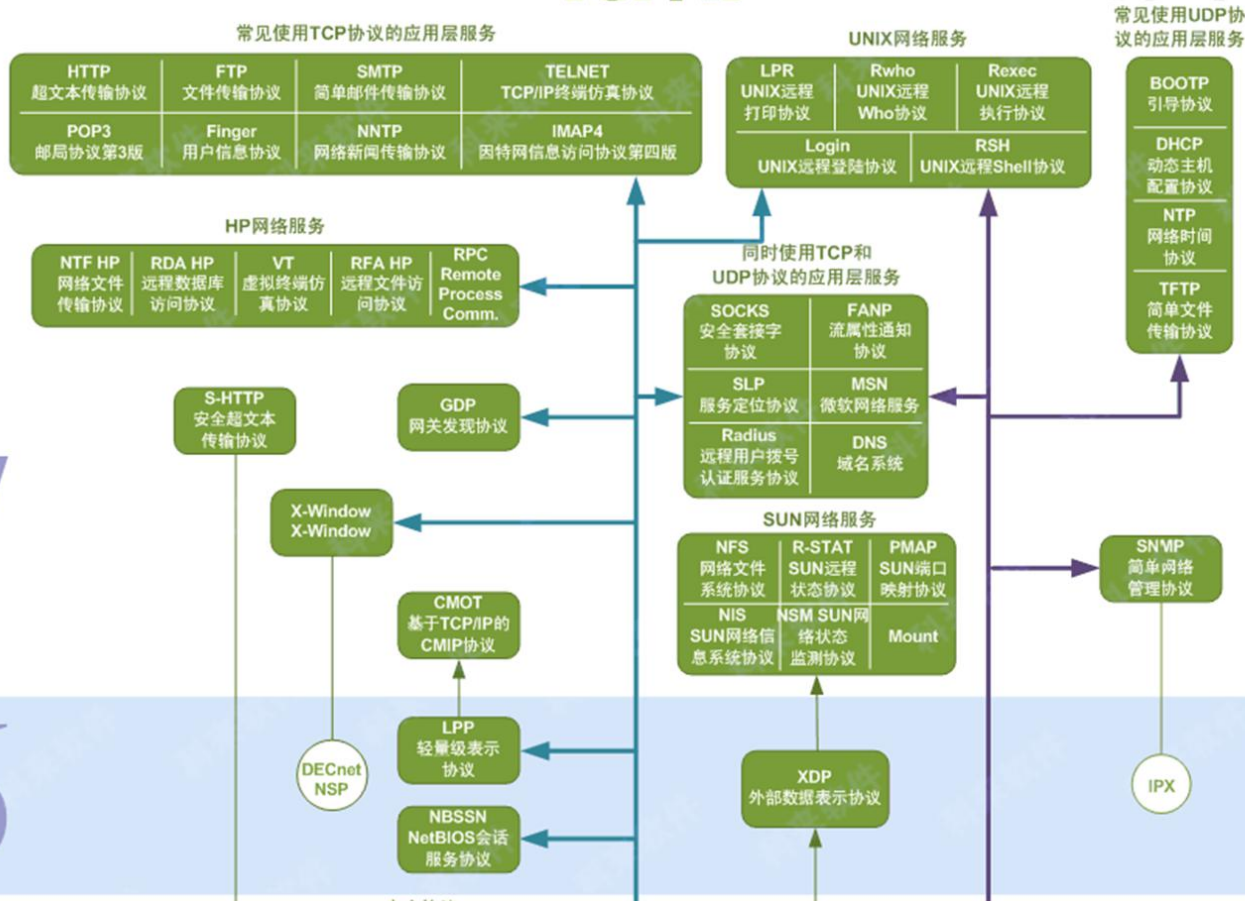 常见使用TCP协议的应用层服务
HTTP
超文本传输协议
FTP
文件传输协议
SMTP
简单邮件传输协议
TELNET
TCP/IP终端仿真协议
POP3
邮局协议第3版
Finger
用户信息协议
NNTP
网络新闻传输协议
IMAP4
因特网信息访问协议第四版
UNIX网络服务
LPR
UNIX远程
打印协议
Rwho
UNIX远程
Who协议
Rexec
UNIX远程
执行协议
Login
UNIX远程登陆协议
RSH
UNIX远程Shell协议
常见使用UDP协
议的应用层服务
BOOTP
引导协议
DHCP
动态主机
配置协议
NTP
网络时间
协议
TFTP
简单文件
传输协议
HP网络服务
NTF HP
网络文件
传输协议
RDA HP
远程数据库
访问协议
VT
虚拟终端仿
真协议
RFA HP
远程文件访
问协议
RPC
Remote
Process
Comm.
同时使用TCP和
UDP协议的应用层服务
SOCKS
安全套接字
协议
FANP
流属性通知
协议
SLP
服务定位协议
MSN
微软网络服务
Radius
远程用户拨号
认证服务协议
DNS
域名系统
S-HTTP
安全超文本
传输协议
GDP
网关发现协议
X-Window
X-Window
SUN网络服务
NFS
网络文件
系统协议
R-STAT
SUN远程
状态协议
PMAP
SUN端口
映射协议
NIS
SUN网络信
息系统协议
NSM SUN网
络状态
监测协议
Mount
SNMP
简单网络
管理协议
CMOT
基于TCP/IP的
CMIP协议
LPP
轻量级表示
协议
DECnet
NSP
XDP
外部数据表示协议
IPX
NBSSN
NetBIOS会话
服务协议